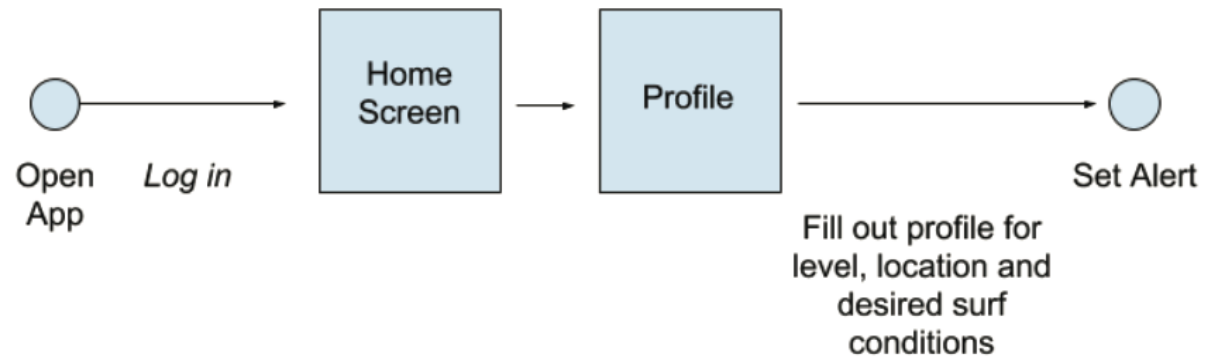 Home
Screen
Profile
Open
App
Log in
Set Alert
Fill out profile for
level, location and
desired surf
conditions